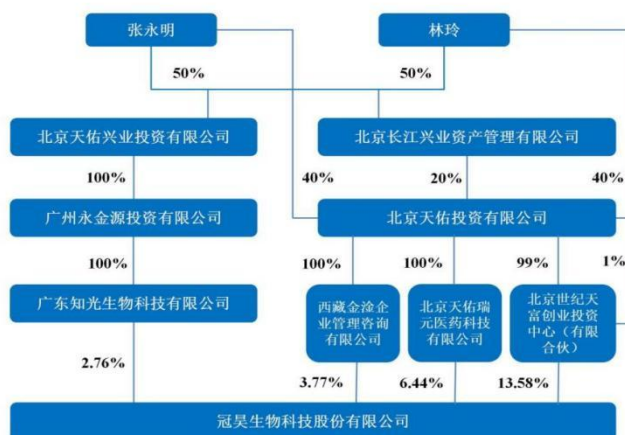 张永明
林玲
50%
50%
北京天佑兴业投资有限公司
北京长江兴业资产管理有限公司
100%
40%
20%
40%
广州永金源投资有限公司
北京天佑投资有限公司
100%
100%
100%
99%
1%
广东知光生物科技有限公司
西藏金淦企
业管理咨询
有限公司
北京天佑瑞
元医药科技
有限公司
北京世纪天
富创业投资
中心（有限
合伙）
2.76%
3.77%
6.44%
13.58%
冠昊生物科技股份有限公司